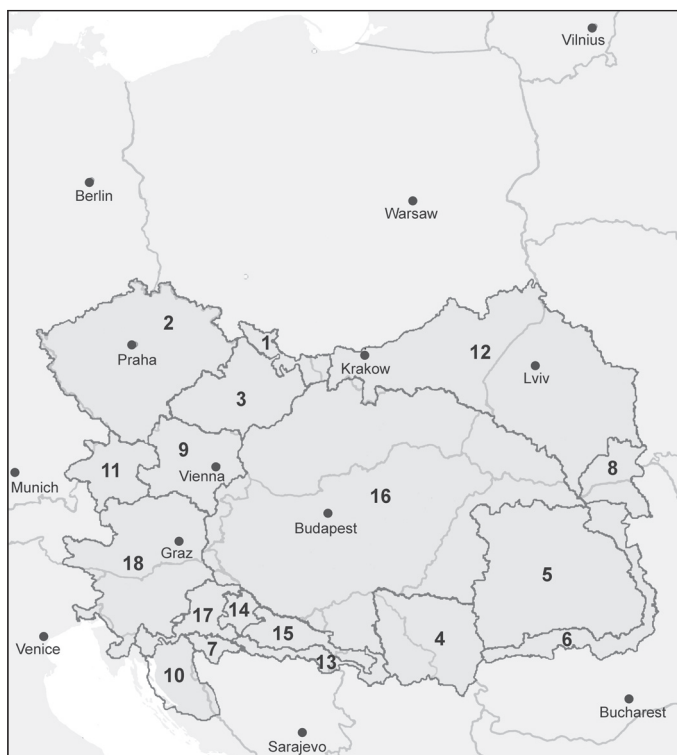 Vilnius
Berlin
Warsaw
2
1
Praha
Krakow
12
Lviv
3
9
11
Vienna
8
Munich
16
Budapest
Graz
18
5
17
14
15
4
6
Venice
7
13
10
Bucharest
Sarajevo